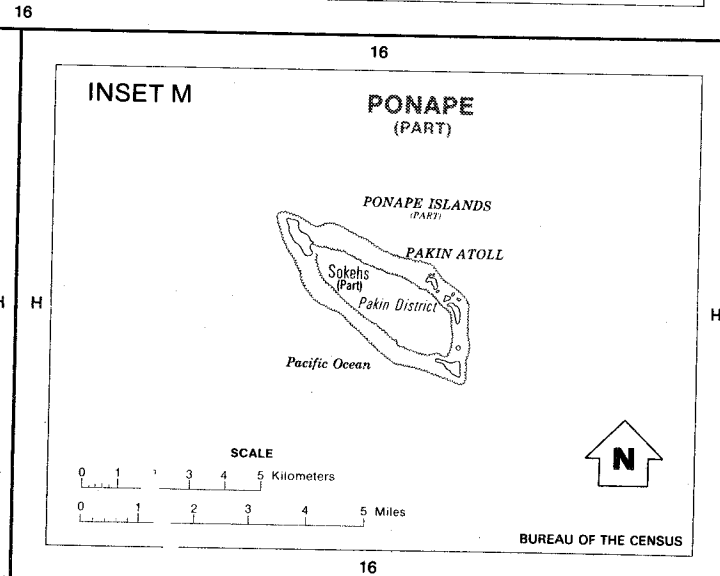 16
16
INSET M
PONAPE
(PART)
PONAPE ISLANDS
(PART)
PAKIN ATOLL
Sokehs
(Part)
Pakin District
H
H
H
Pacific Ocean
N
SCALE
0 1 3 4 5 Kilometers
0 1 2 3 4 5 Miles
BUREAU OF THE CENSUS
16